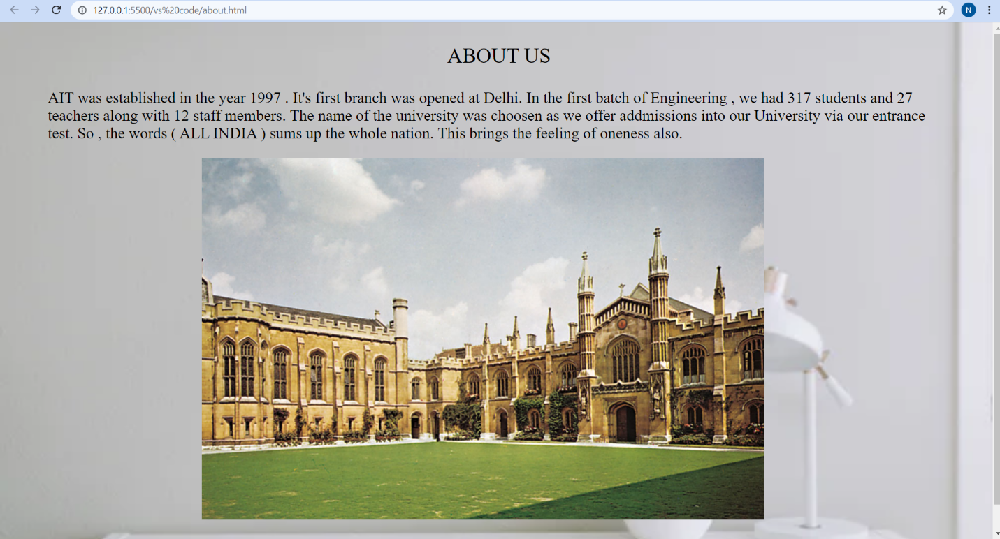 127.0.0.1:5500/vs%20code/about.html
N
ABOUT US
AIT was established in the year 1997 . It's first branch was opened at Delhi. In the first batch of Engineering , we had 317 students and 27
teachers along with 12 staff members. The name of the university was choosen as we offer addmissions into our University via our entrance
test. So , the words ( ALL INDIA ) sums up the whole nation. This brings the feeling of oneness also.